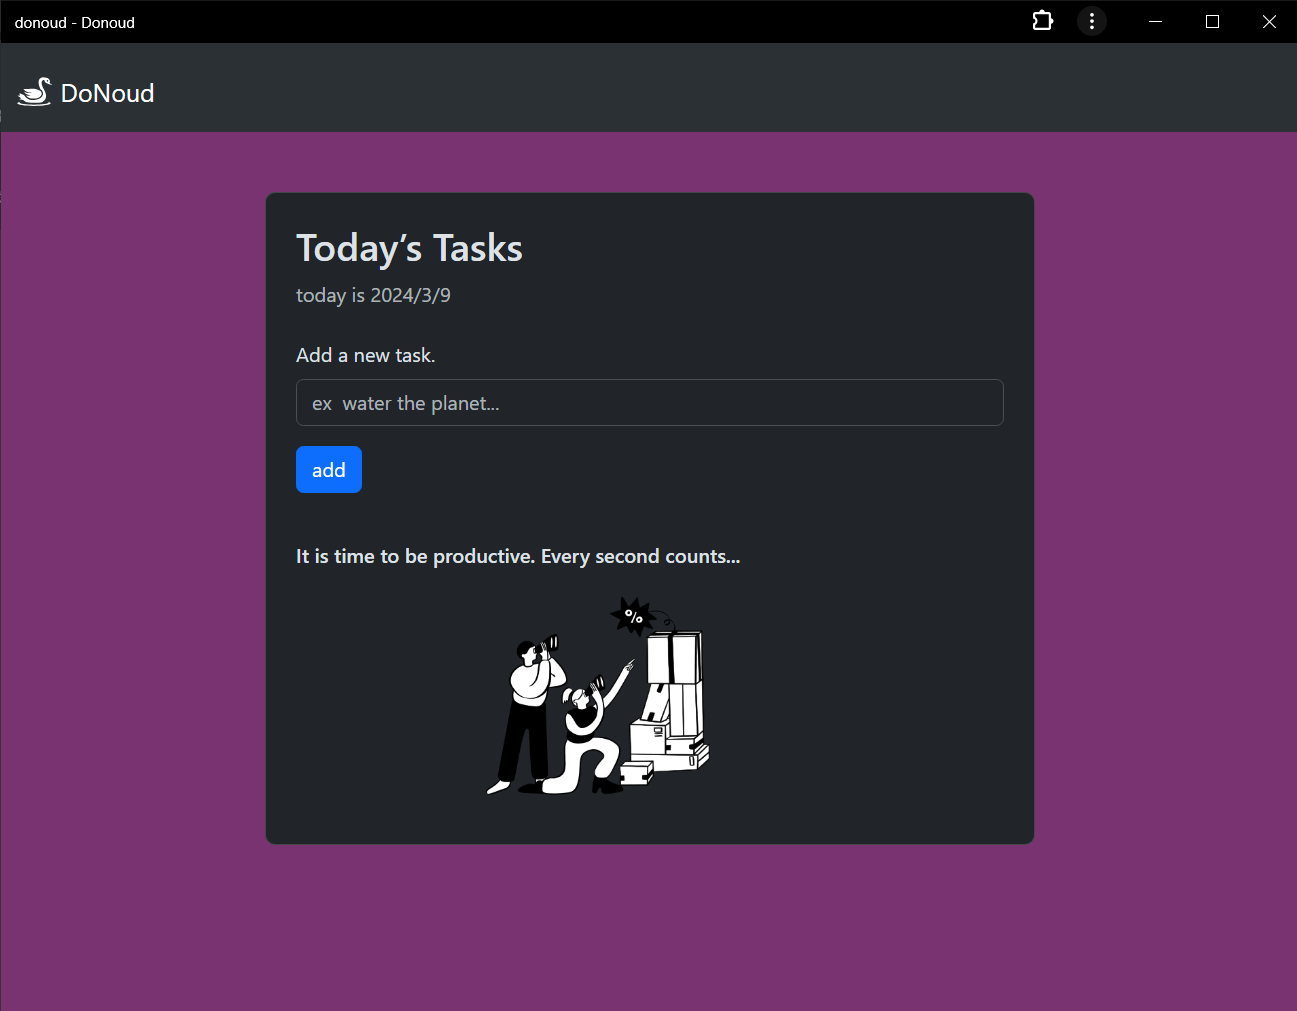 donoud - Donoud
DoNoud
Today’s Tasks
today is 2024/3/9
Add a new task.
ex  water the planet...
add
It is time to be productive. Every second counts...
%